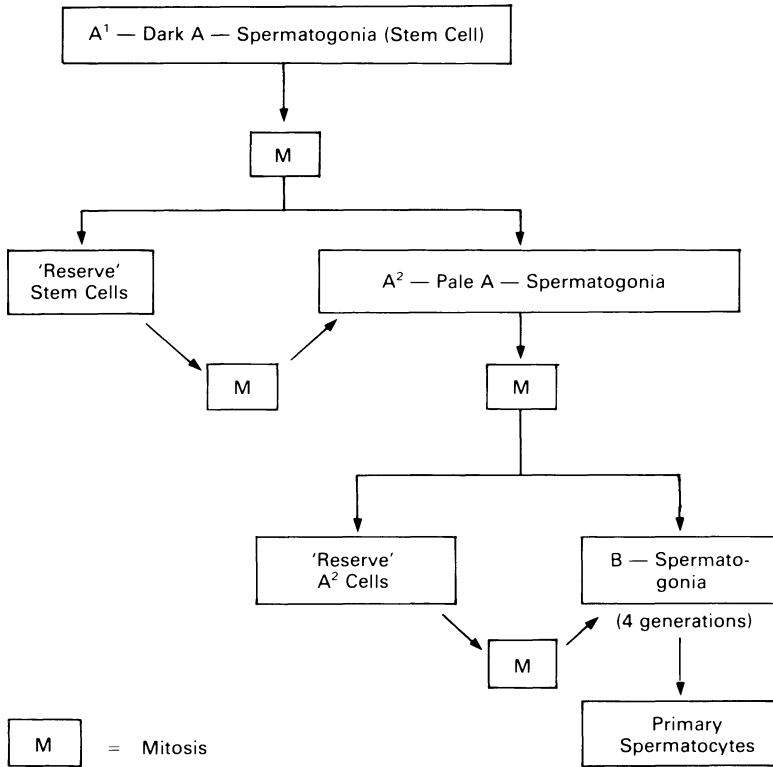 A¹ — Dark A — Spermatogonia (Stem Cell)
M
'Reserve'
Stem Cells
A² — Pale A — Spermatogonia
M
M
'Reserve'
A² Cells
B — Spermato-
gonia
(4 generations)
M
Primary
Spermatocytes
M = Mitosis